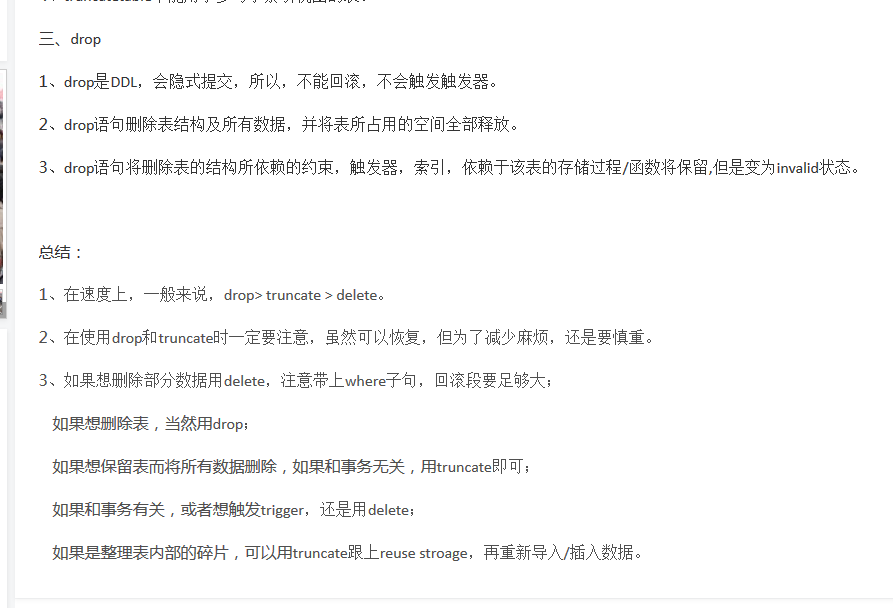 三、drop
1、drop是DDL，会隐式提交，所以，不能回滚，不会触发触发器。
2、drop语句删除表结构及所有数据，并将表所占用的空间全部释放。
3、drop语句将删除表的结构所依赖的约束，触发器，索引，依赖于该表的存储过程/函数将保留,但是变为invalid状态。
总结：
1、在速度上，一般来说，drop> truncate > delete。
2、在使用drop和truncate时一定要注意，虽然可以恢复，但为了减少麻烦，还是要慎重。
3、如果想删除部分数据用delete，注意带上where子句，回滚段要足够大；
如果想删除表，当然用drop；
如果想保留表而将所有数据删除，如果和事务无关，用truncate即可；
如果和事务有关，或者想触发trigger，还是用delete；
如果是整理表内部的碎片，可以用truncate跟上reuse stroage，再重新导入/插入数据。